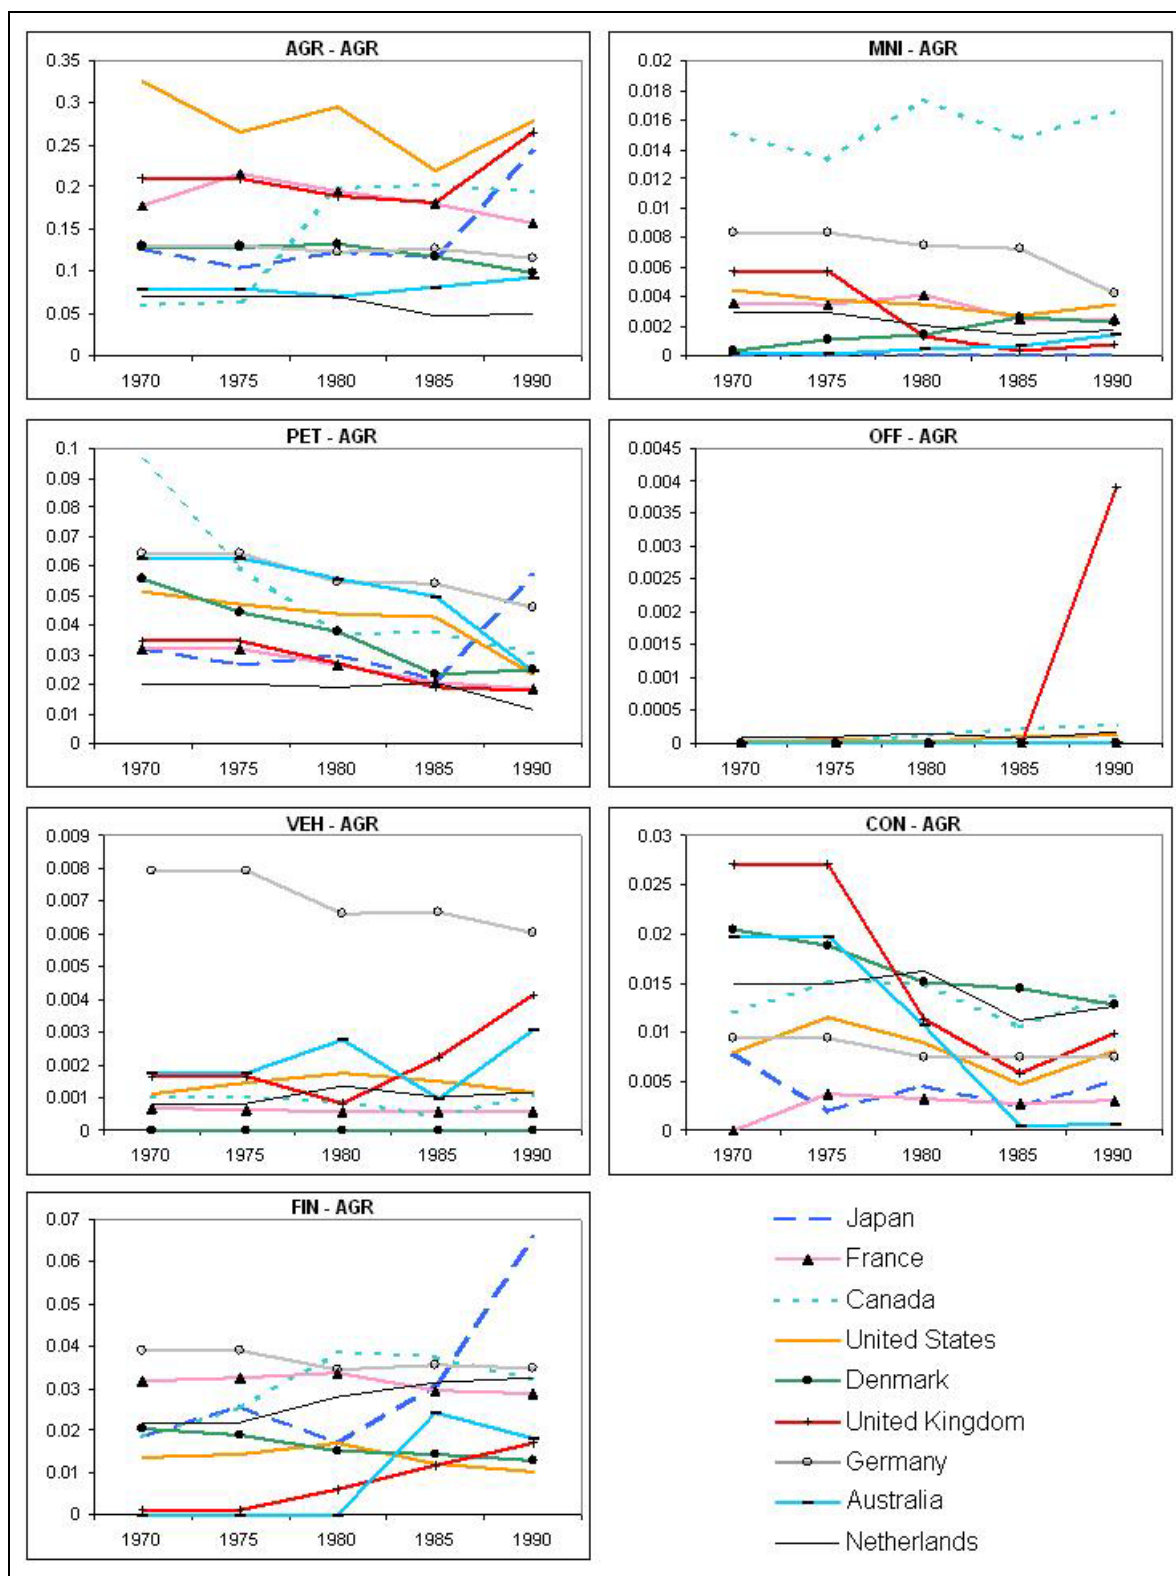 AGR - AGR
0.35
0.3
0.25
0.2
0.15
0.1
0.05
0
1970 1975 1980 1985 1990
MNI - AGR
0.02
0.018
0.016
0.014
0.012
0.01
0.008
0.006
0.004
0.002
0
1970 1975 1980 1985 1990
PET - AGR
0.1
0.09
0.08
0.07
0.06
0.05
0.04
0.03
0.02
0.01
0
1970 1975 1980 1985 1990
OFF - AGR
0.0045
0.004
0.0035
0.003
0.0025
0.002
0.0015
0.001
0.0005
0
1970 1975 1980 1985 1990
VEH - AGR
0.009
0.008
0.007
0.006
0.005
0.004
0.003
0.002
0.001
0
1970 1975 1980 1985 1990
CON - AGR
0.03
0.025
0.02
0.015
0.01
0.005
0
1970 1975 1980 1985 1990
FIN - AGR
0.07
0.06
0.05
0.04
0.03
0.02
0.01
0
1970 1975 1980 1985 1990
Japan
France
Canada
United States
Denmark
United Kingdom
Germany
Australia
Netherlands